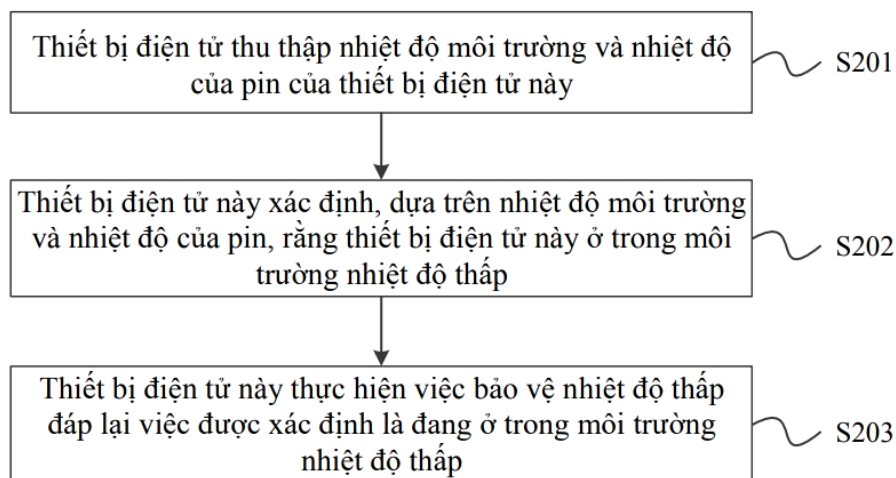 Thiết bị điện tử thu thập nhiệt độ môi trường và nhiệt độ
của pin của thiết bị điện tử này
S201
Thiết bị điện tử này xác định, dựa trên nhiệt độ môi trường
và nhiệt độ của pin, rằng thiết bị điện tử này ở trong môi
trường nhiệt độ thấp
S202
Thiết bị điện tử này thực hiện việc bảo vệ nhiệt độ thấp
đáp lại việc được xác định là đang ở trong môi trường
nhiệt độ thấp
S203